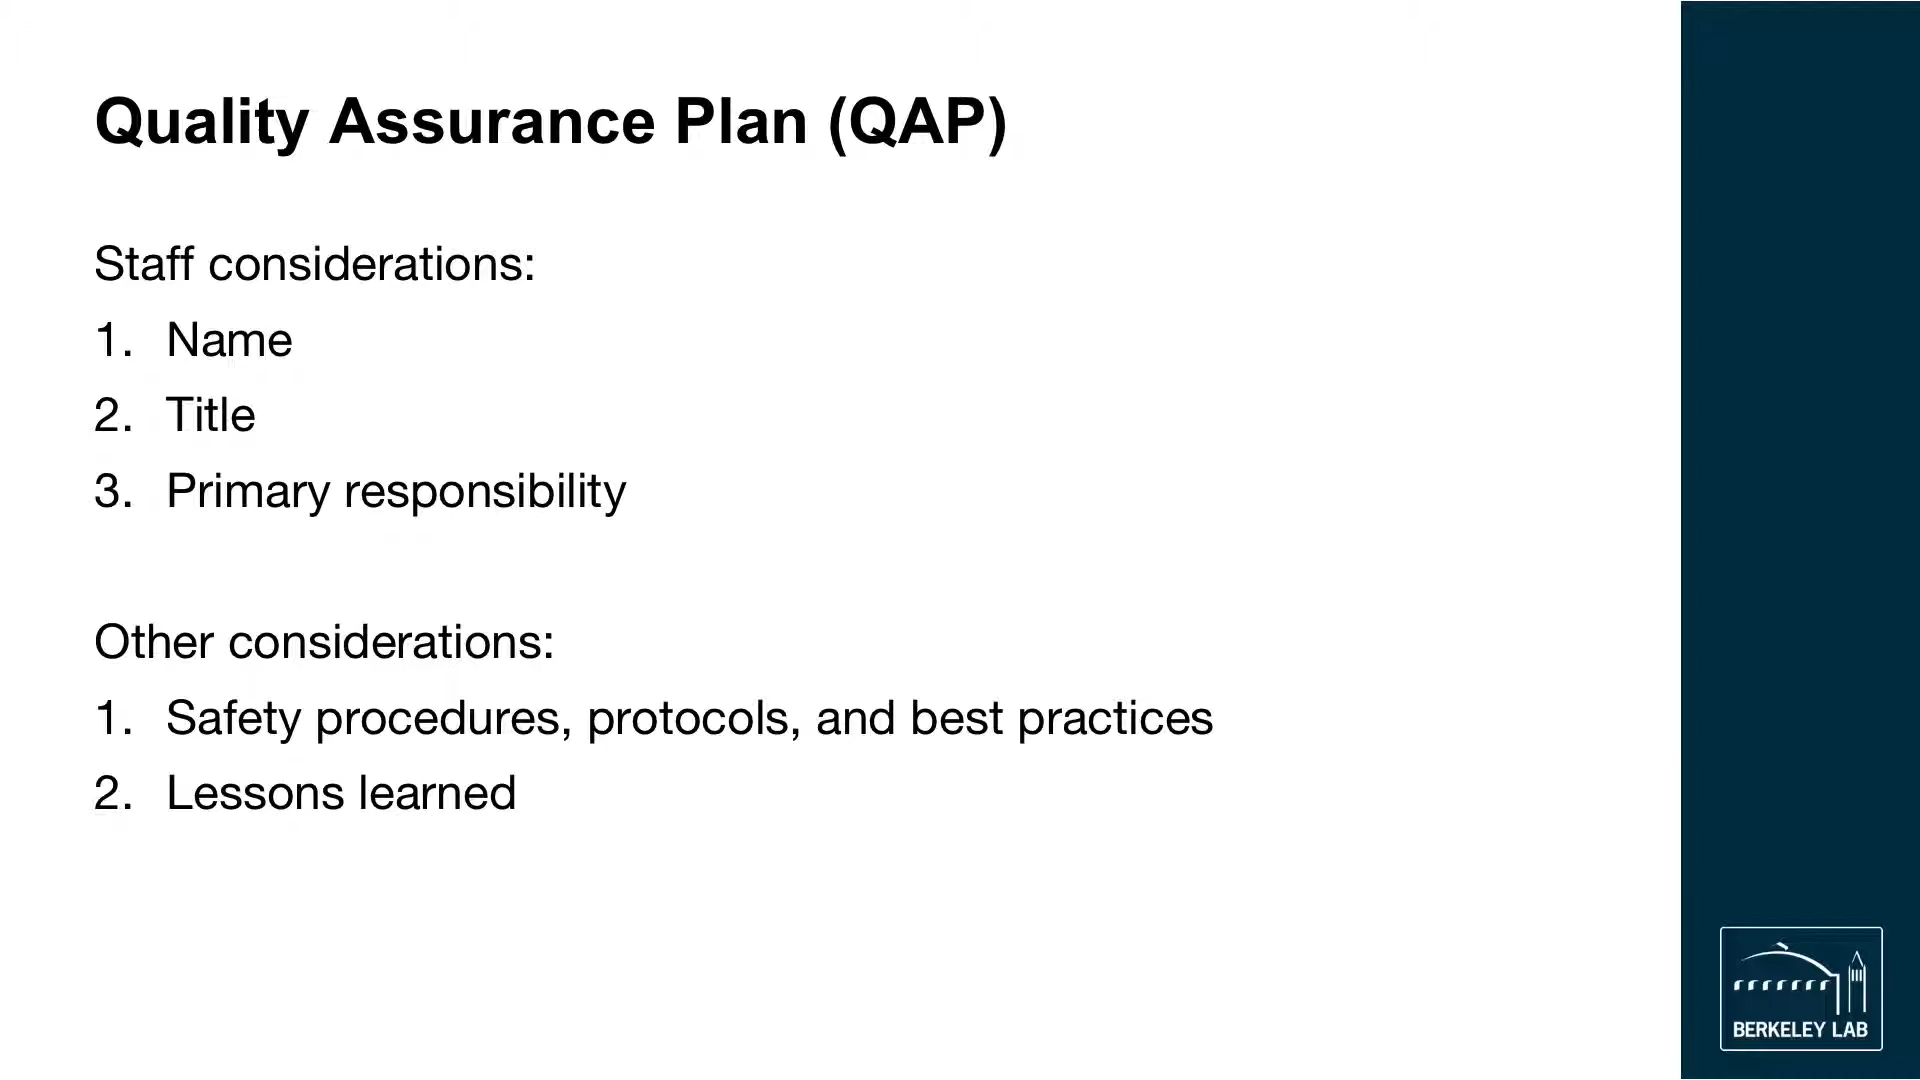 Quality Assurance Plan (QAP)
Staff considerations:
1. Name
2. Title
3. Primary responsibility
Other considerations:
1. Safety procedures, protocols, and best practices
2. Lessons learned
BERKELEY LAB